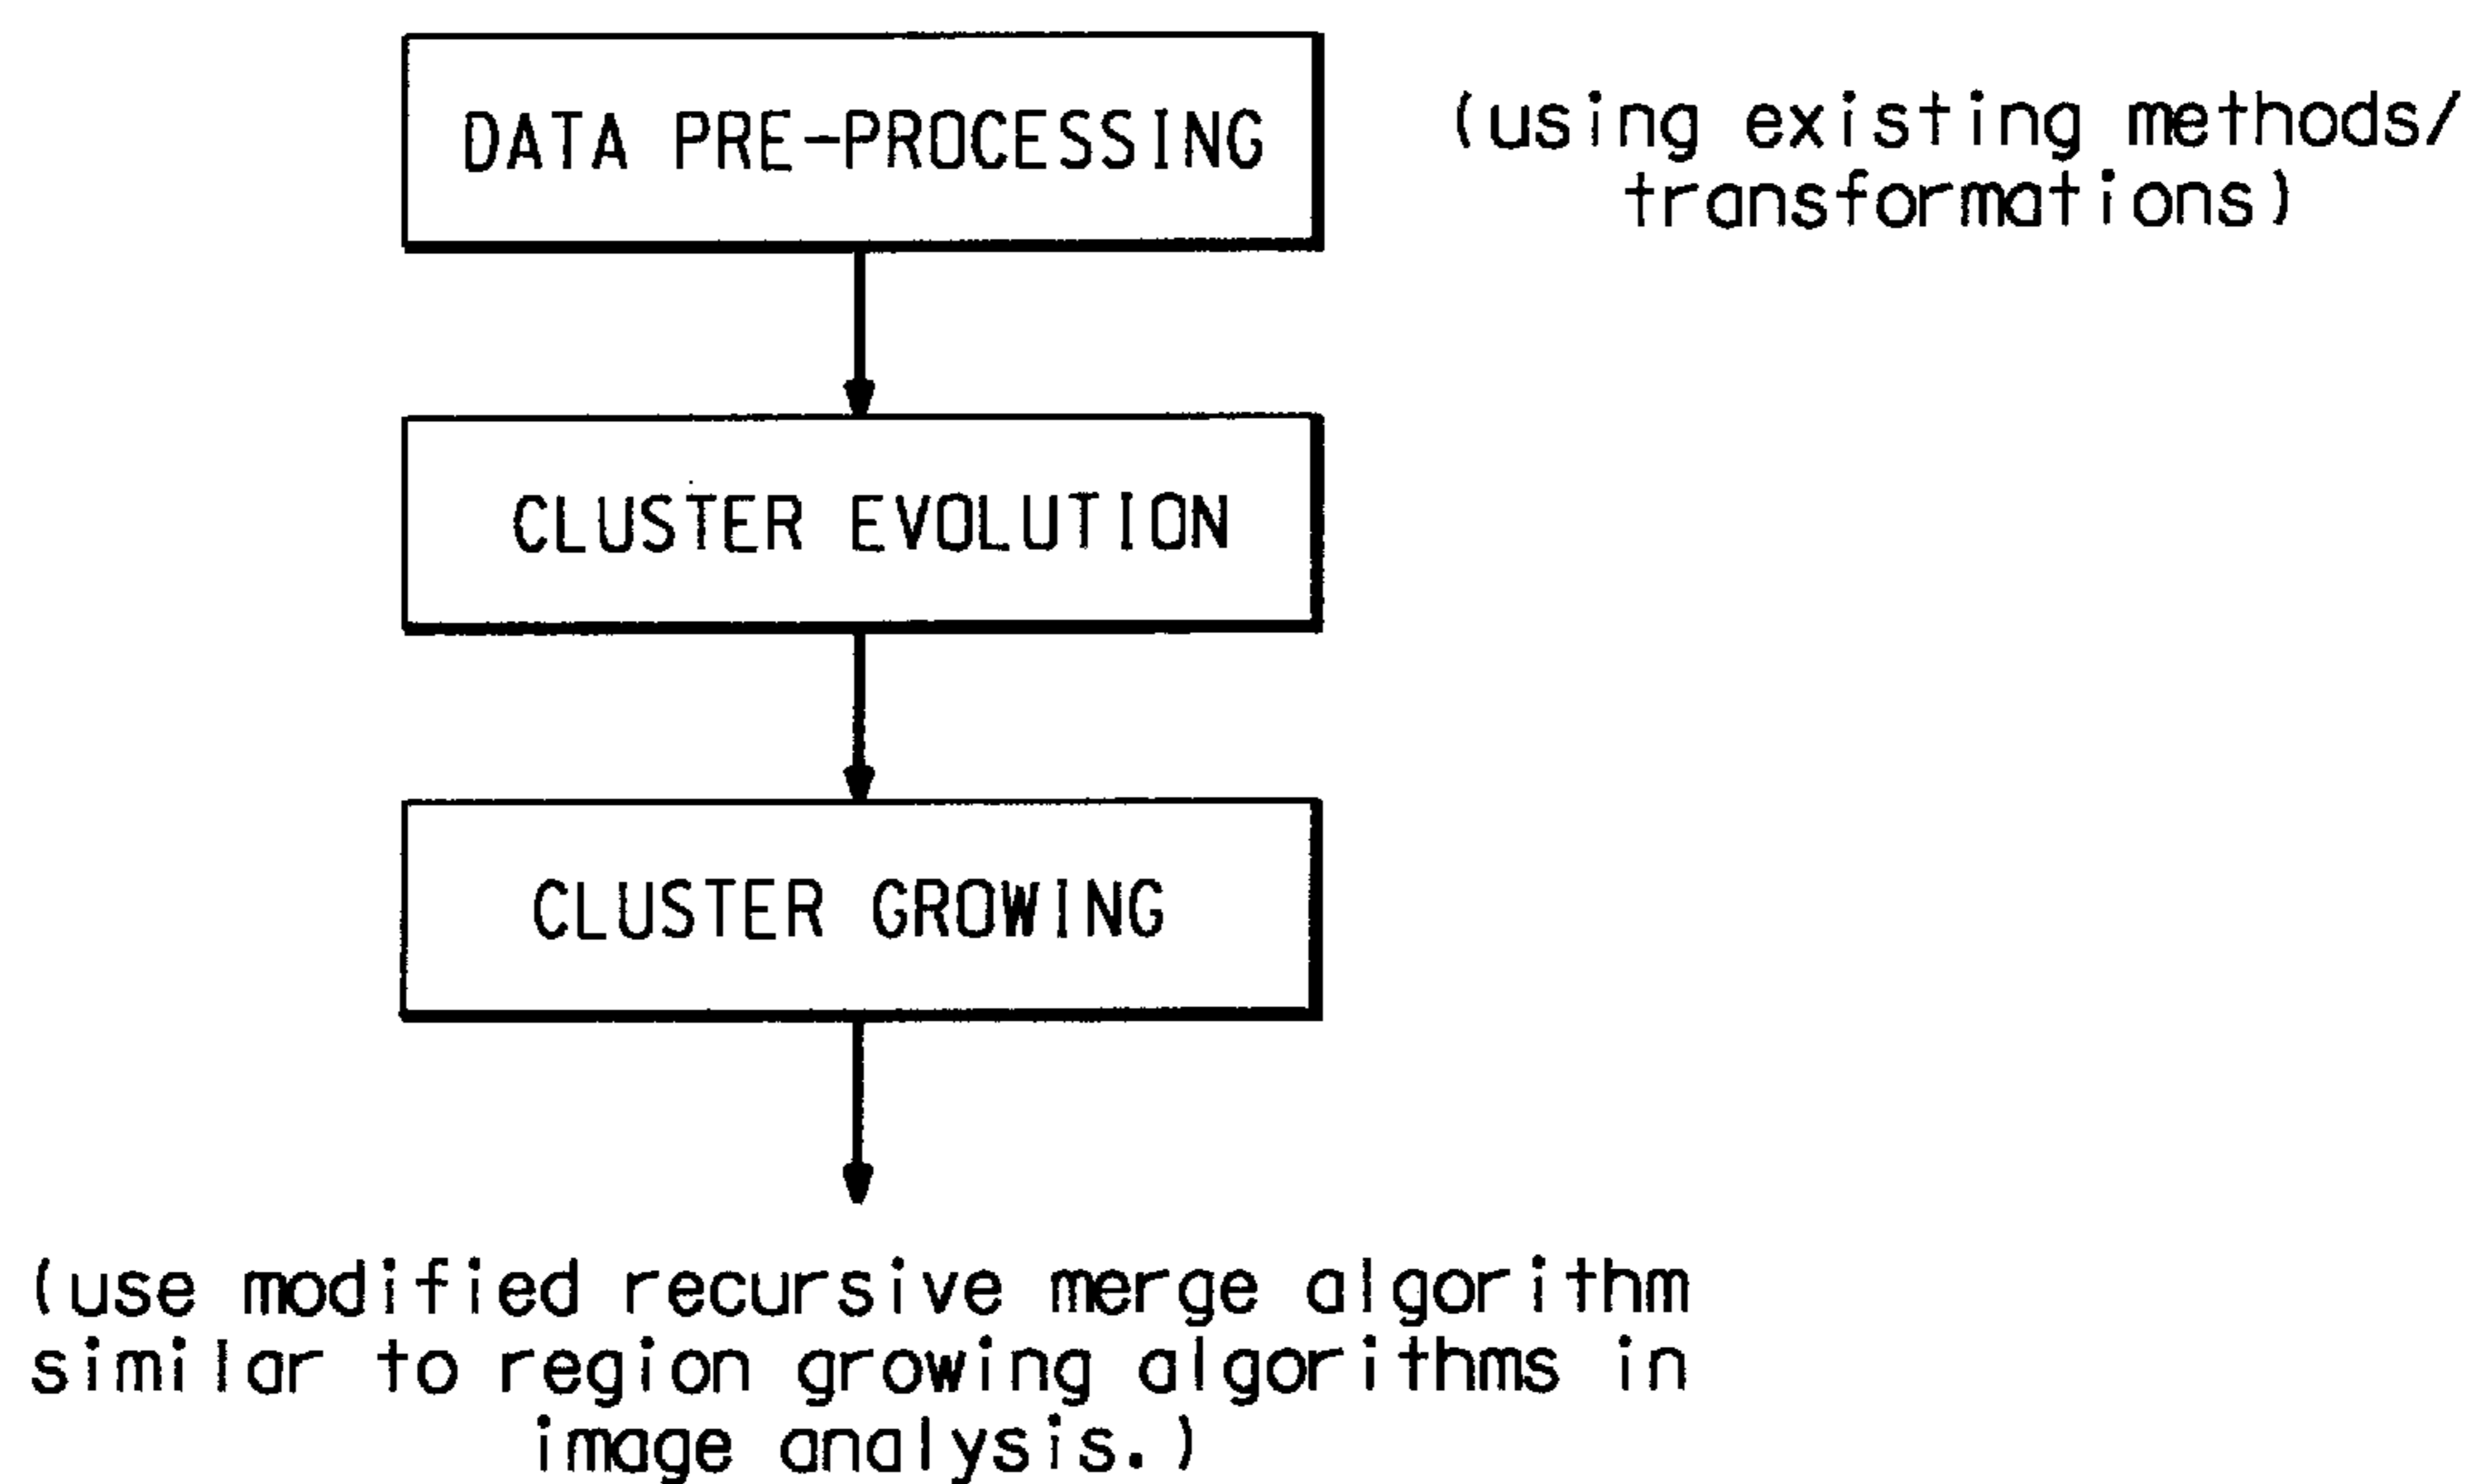 DATA PRE-PROCESSING
(using existing methods/
transformations)
CLUSTER EVOLUTION
CLUSTER GROWING
(use modified recursive merge algorithm
similar to region growing algorithms in
image analysis.)